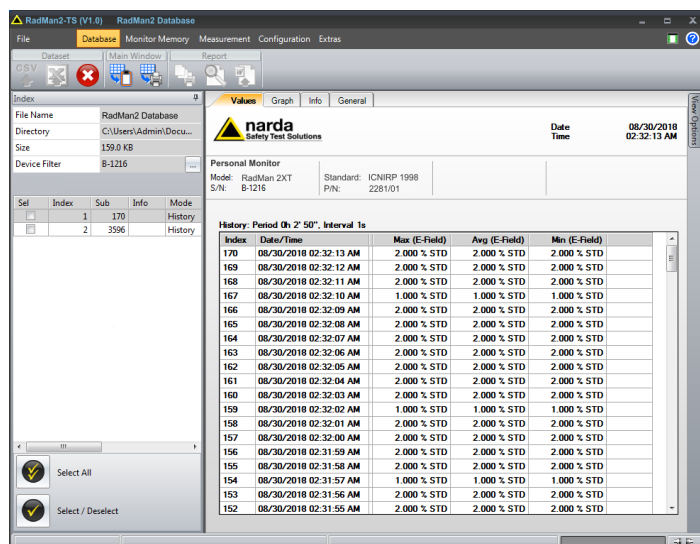 RadMan2-TS (V1.0) RadMan2 Database
File Database Monitor Memory Measurement Configuration Extras
Dataset Main Window Report
CSV
Index
File Name RadMan2 Database
Directory C:\Users\Admin\Docu...
Size 159.0 KB
Device Filter B-1216 ...
Sel Index Sub Info Mode
1 170 History
2 3596 History
Select All
Select / Deselect
Values Graph Info General
View Options
narda
Safety Test Solutions
Date 08/30/2018
Time 02:32:13 AM
Personal Monitor
Model: RadMan 2XT Standard: ICNIRP 1998
S/N: B-1216 P/N: 2281/01
History: Period 0h 2' 50", Interval 1s
Index Date/Time Max (E-Field) Avg (E-Field) Min (E-Field)
170 08/30/2018 02:32:13 AM 2.000 % STD 2.000 % STD 2.000 % STD
169 08/30/2018 02:32:12 AM 2.000 % STD 2.000 % STD 2.000 % STD
168 08/30/2018 02:32:11 AM 2.000 % STD 2.000 % STD 2.000 % STD
167 08/30/2018 02:32:10 AM 1.000 % STD 1.000 % STD 1.000 % STD
166 08/30/2018 02:32:09 AM 2.000 % STD 2.000 % STD 2.000 % STD
165 08/30/2018 02:32:08 AM 2.000 % STD 2.000 % STD 2.000 % STD
164 08/30/2018 02:32:07 AM 2.000 % STD 2.000 % STD 2.000 % STD
163 08/30/2018 02:32:06 AM 2.000 % STD 2.000 % STD 2.000 % STD
162 08/30/2018 02:32:05 AM 2.000 % STD 2.000 % STD 2.000 % STD
161 08/30/2018 02:32:04 AM 2.000 % STD 2.000 % STD 2.000 % STD
160 08/30/2018 02:32:03 AM 2.000 % STD 2.000 % STD 2.000 % STD
159 08/30/2018 02:32:02 AM 1.000 % STD 1.000 % STD 1.000 % STD
158 08/30/2018 02:32:01 AM 2.000 % STD 2.000 % STD 2.000 % STD
157 08/30/2018 02:32:00 AM 2.000 % STD 2.000 % STD 2.000 % STD
156 08/30/2018 02:31:59 AM 2.000 % STD 2.000 % STD 2.000 % STD
155 08/30/2018 02:31:58 AM 2.000 % STD 2.000 % STD 2.000 % STD
154 08/30/2018 02:31:57 AM 1.000 % STD 1.000 % STD 1.000 % STD
153 08/30/2018 02:31:56 AM 2.000 % STD 2.000 % STD 2.000 % STD
152 08/30/2018 02:31:55 AM 2.000 % STD 2.000 % STD 2.000 % STD